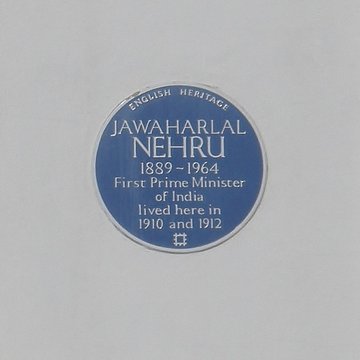 ENGLISH HERITAGE
JAWAHARLAL
NEHRU
1889~1964
First Prime Minister
of India
lived here in
1910 and 1912